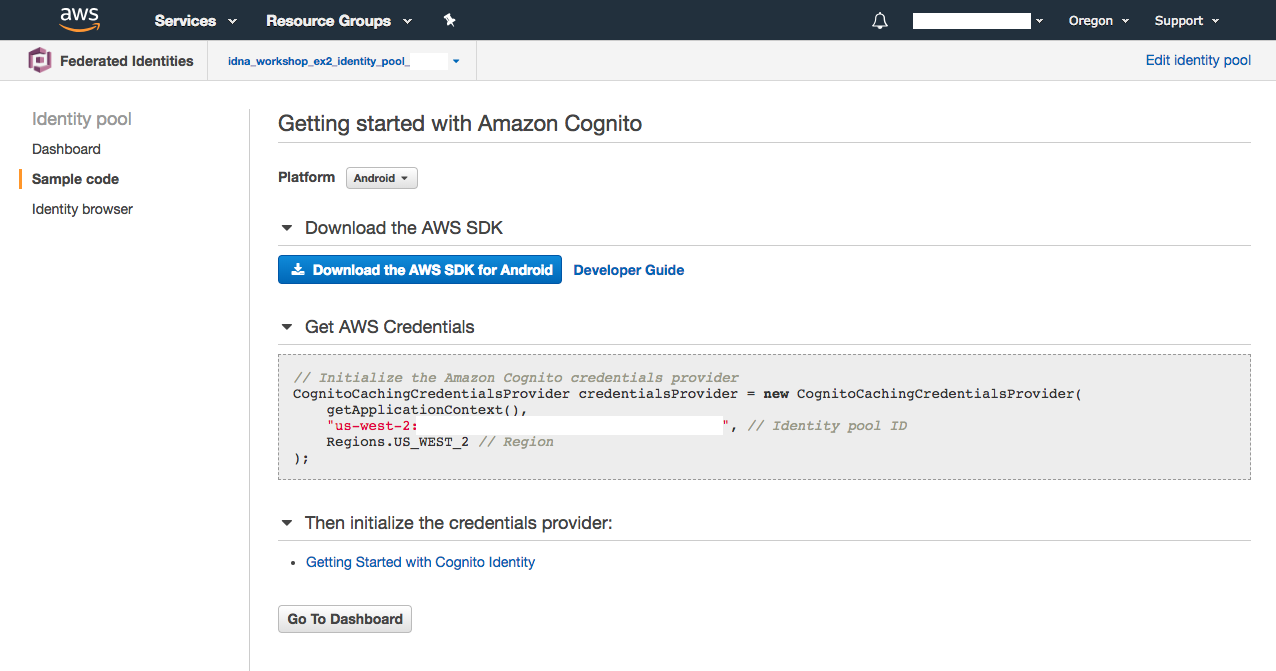 aws Services Resource Groups Oregon Support
Federated Identities idna_workshop_ex2_identity_pool_ Edit identity pool
Identity pool
Dashboard
Sample code
Identity browser
Getting started with Amazon Cognito
Platform Android
Download the AWS SDK
Download the AWS SDK for Android Developer Guide
Get AWS Credentials
// Initialize the Amazon Cognito credentials provider
CognitoCachingCredentialsProvider credentialsProvider = new CognitoCachingCredentialsProvider(
getApplicationContext(),
"us-west-2: ", // Identity pool ID
Regions.US_WEST_2 // Region
);
Then initialize the credentials provider:
• Getting Started with Cognito Identity
Go To Dashboard